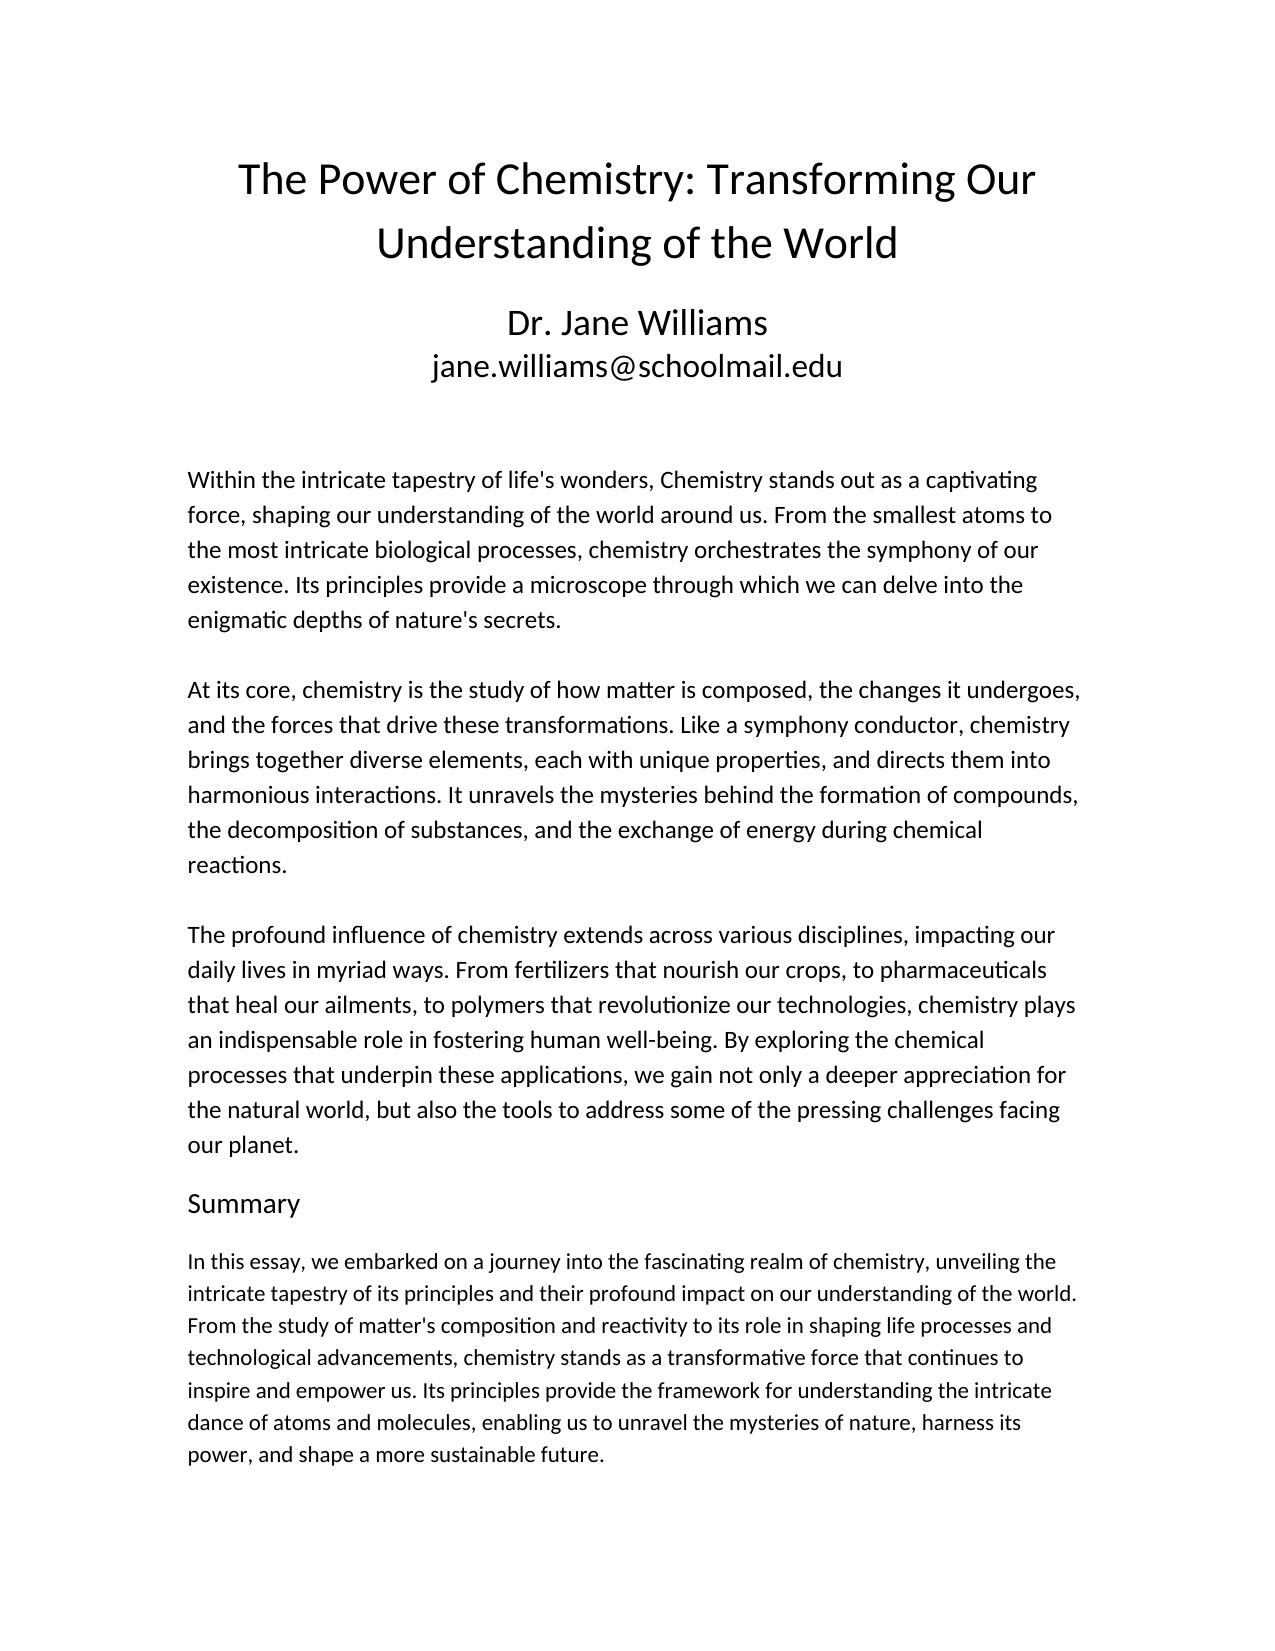 The Power of Chemistry: Transforming Our
Understanding of the World
Dr. Jane Williams
jane.williams@schoolmail.edu
Within the intricate tapestry of life's wonders, Chemistry stands out as a captivating
force, shaping our understanding of the world around us. From the smallest atoms to
the most intricate biological processes, chemistry orchestrates the symphony of our
existence. Its principles provide a microscope through which we can delve into the
enigmatic depths of nature's secrets.
At its core, chemistry is the study of how matter is composed, the changes it undergoes,
and the forces that drive these transformations. Like a symphony conductor, chemistry
brings together diverse elements, each with unique properties, and directs them into
harmonious interactions. It unravels the mysteries behind the formation of compounds,
the decomposition of substances, and the exchange of energy during chemical
reactions.
The profound influence of chemistry extends across various disciplines, impacting our
daily lives in myriad ways. From fertilizers that nourish our crops, to pharmaceuticals
that heal our ailments, to polymers that revolutionize our technologies, chemistry plays
an indispensable role in fostering human well-being. By exploring the chemical
processes that underpin these applications, we gain not only a deeper appreciation for
the natural world, but also the tools to address some of the pressing challenges facing
our planet.
Summary
In this essay, we embarked on a journey into the fascinating realm of chemistry, unveiling the
intricate tapestry of its principles and their profound impact on our understanding of the world.
From the study of matter's composition and reactivity to its role in shaping life processes and
technological advancements, chemistry stands as a transformative force that continues to
inspire and empower us. Its principles provide the framework for understanding the intricate
dance of atoms and molecules, enabling us to unravel the mysteries of nature, harness its
power, and shape a more sustainable future.